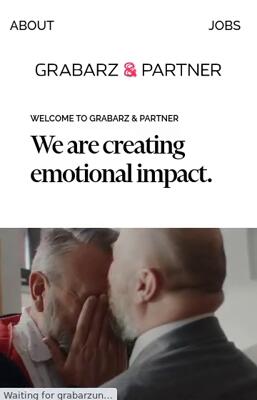 ABOUT JOBS
GRABARZ & PARTNER
WELCOME TO GRABARZ & PARTNER
We are creating
emotional impact.
Waiting for grabarzun...